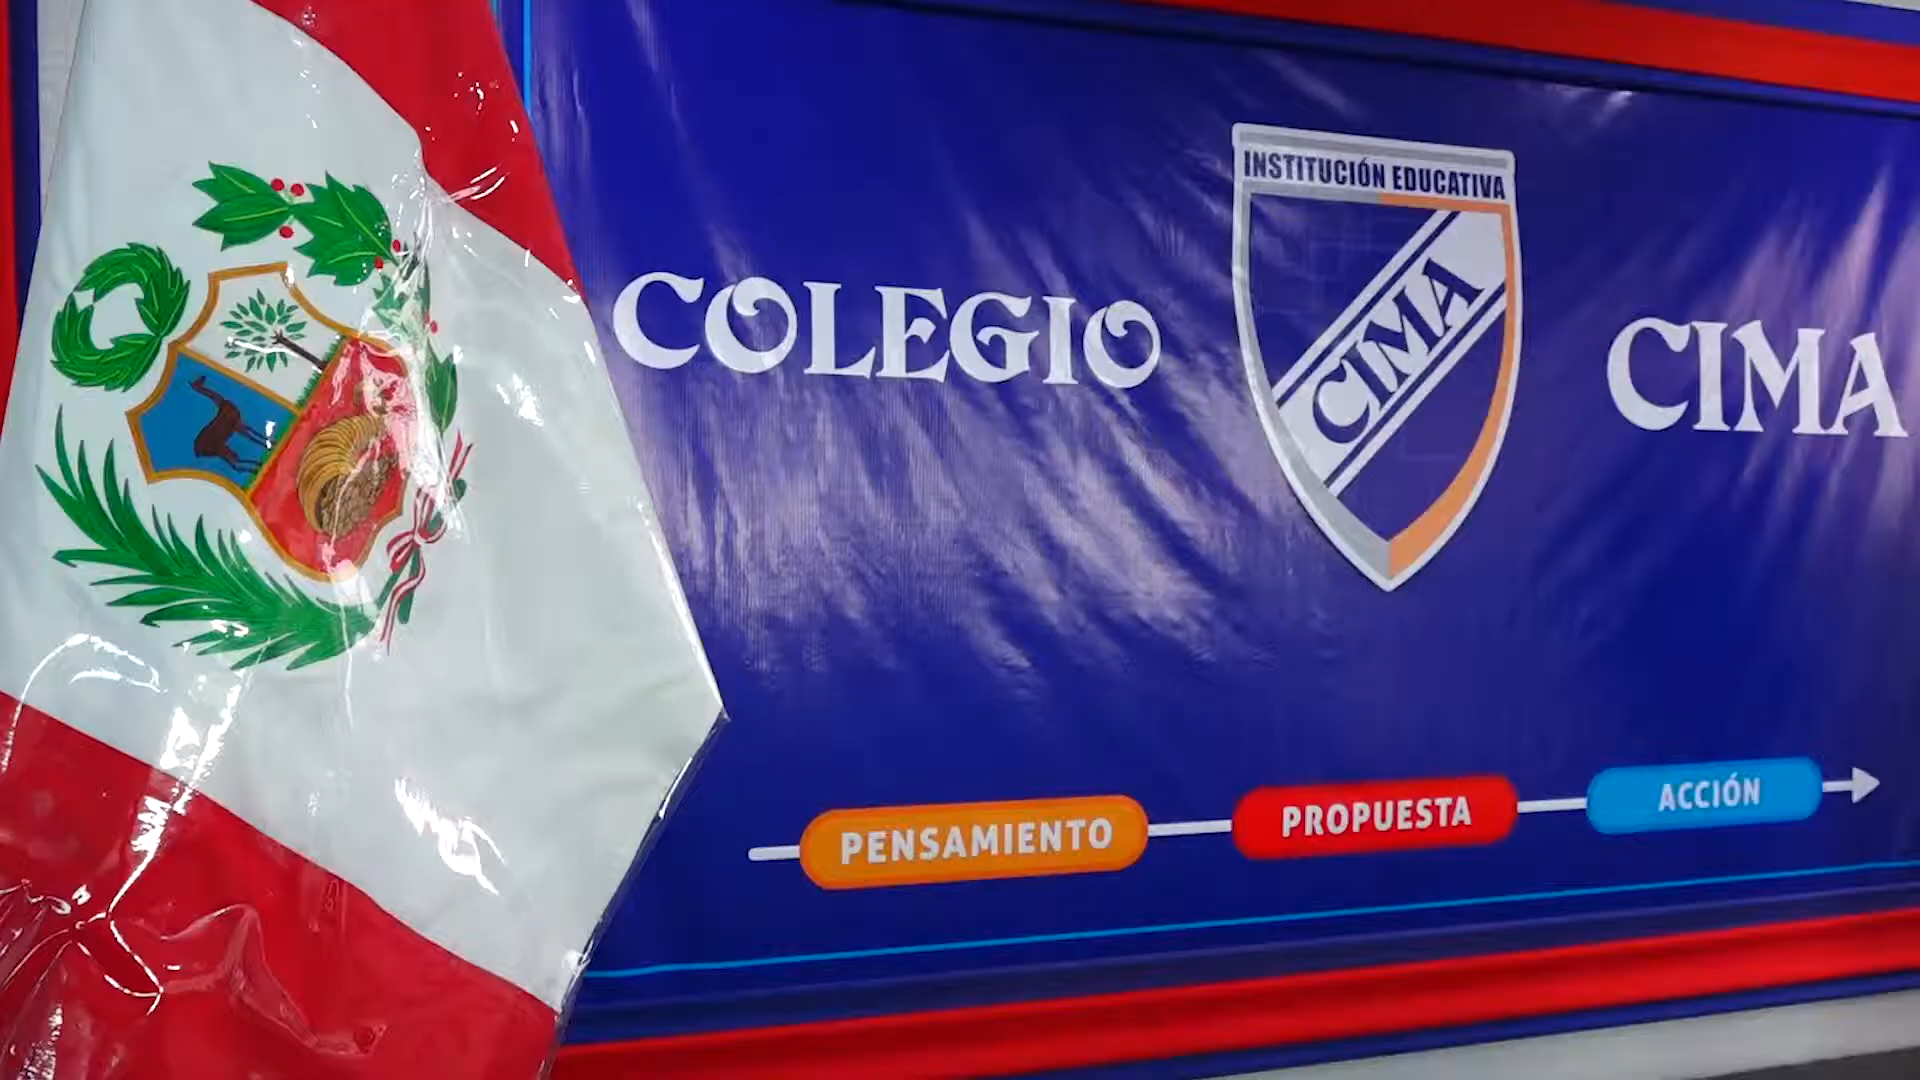 INSTITUCIÓN EDUCATIVA
COLEGIO
CIMA
CIMA
PENSAMIENTO
PROPUESTA
ACCIÓN